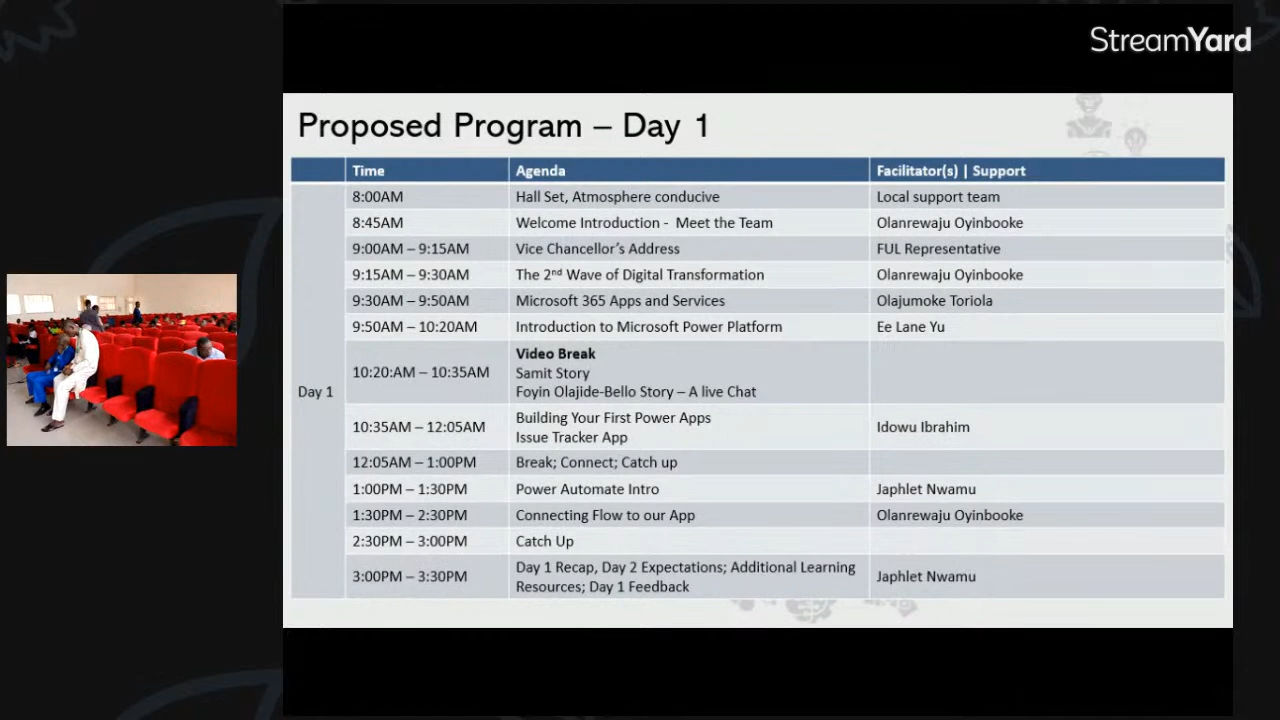 StreamYard
Proposed Program – Day 1
Time Agenda Facilitator(s) | Support
8:00AM Hall Set, Atmosphere conducive Local support team
8:45AM Welcome Introduction - Meet the Team Olanrewaju Oyinbooke
9:00AM – 9:15AM Vice Chancellor's Address FUL Representative
9:15AM – 9:30AM The 2nd Wave of Digital Transformation Olanrewaju Oyinbooke
9:30AM – 9:50AM Microsoft 365 Apps and Services Olajumoke Toriola
9:50AM – 10:20AM Introduction to Microsoft Power Platform Ee Lane Yu
Video Break
10:20:AM – 10:35AM Samit Story
Foyin Olajide-Bello Story – A live Chat
Day 1
10:35AM – 12:05AM Building Your First Power Apps Idowu Ibrahim
Issue Tracker App
12:05AM – 1:00PM Break; Connect; Catch up
1:00PM – 1:30PM Power Automate Intro Japhlet Nwamu
1:30PM – 2:30PM Connecting Flow to our App Olanrewaju Oyinbooke
2:30PM – 3:00PM Catch Up
3:00PM – 3:30PM Day 1 Recap, Day 2 Expectations; Additional Learning Japhlet Nwamu
Resources; Day 1 Feedback